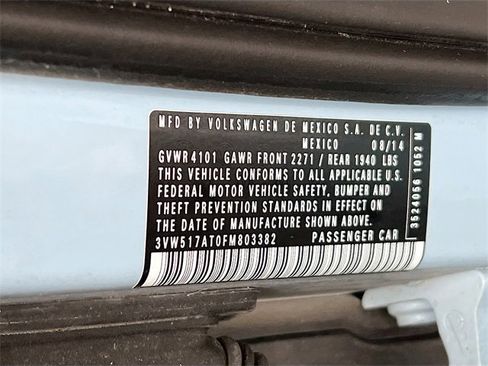 MFD BY VOLKSWAGEN DE MEXICO S.A. DE C.V.
MEXICO 08/14
GVWR 4101 GAWR FRONT 2271 / REAR 1940 LBS
THIS VEHICLE CONFORMS TO ALL APPLICABLE U.S.
FEDERAL MOTOR VEHICLE SAFETY, BUMPER AND
THEFT PREVENTION STANDARDS IN EFFECT ON
THE DATE OF MANUFACTURE SHOWN ABOVE.
3VW517AT0FM803382 PASSENGER CAR
3524056 1052 M